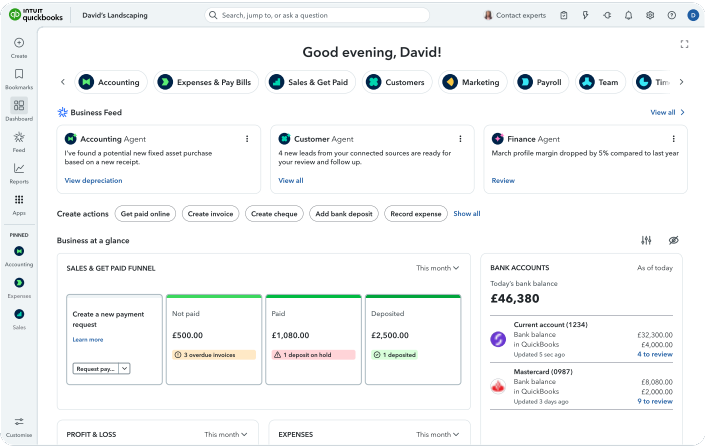 INTUIT
quickbooks
David's Landscaping
Search, jump to, or ask a question
Contact experts
D
Create
Bookmarks
Dashboard
Feed
Reports
Apps
PINNED
Accounting
Expenses
Sales
Customise
Good evening, David!
Accounting
Expenses & Pay Bills
Sales & Get Paid
Customers
Marketing
Payroll
Team
Business Feed
View all
Accounting Agent
I've found a potential new fixed asset purchase
based on a new receipt.
View depreciation
Customer Agent
4 new leads from your connected sources are ready
for your review and follow up.
View all
Finance Agent
March profile margin dropped by 5% compared to last year
Review
Create actions
Get paid online
Create invoice
Create cheque
Add bank deposit
Record expense
Show all
Business at a glance
SALES & GET PAID FUNNEL
This month
Create a new payment
request
Learn more
Request pay...
Not paid
£500.00
3 overdue invoices
Paid
£1,080.00
1 deposit on hold
Deposited
£2,500.00
1 deposited
BANK ACCOUNTS
As of today
Today's bank balance
£46,380
Current account (1234)
Bank balance £32,300.00
in QuickBooks £4,000.00
Updated 5 sec ago 4 to review
Mastercard (0987)
Bank balance £8,080.00
in QuickBooks £2,000.00
Updated 3 days ago 9 to review
PROFIT & LOSS
This month
EXPENSES
This month